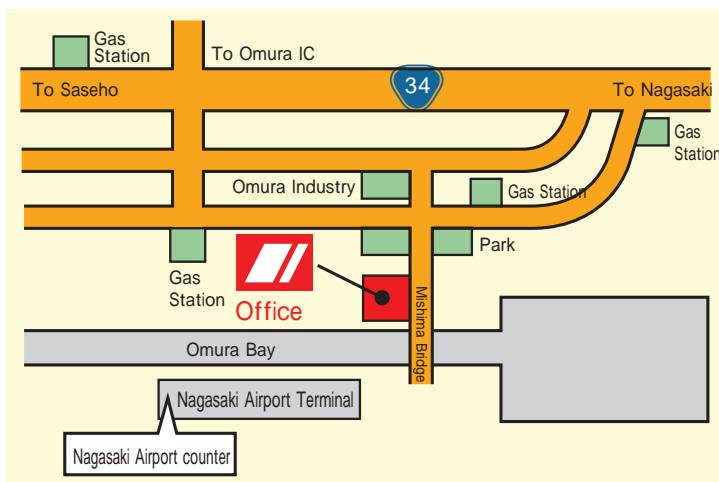 Gas
Station
To Omura IC
To Saseho
34
To Nagasaki
Gas
Station
Omura Industry
Gas Station
Park
Gas
Station
Office
Mishima Bridge
Omura Bay
Nagasaki Airport Terminal
Nagasaki Airport counter